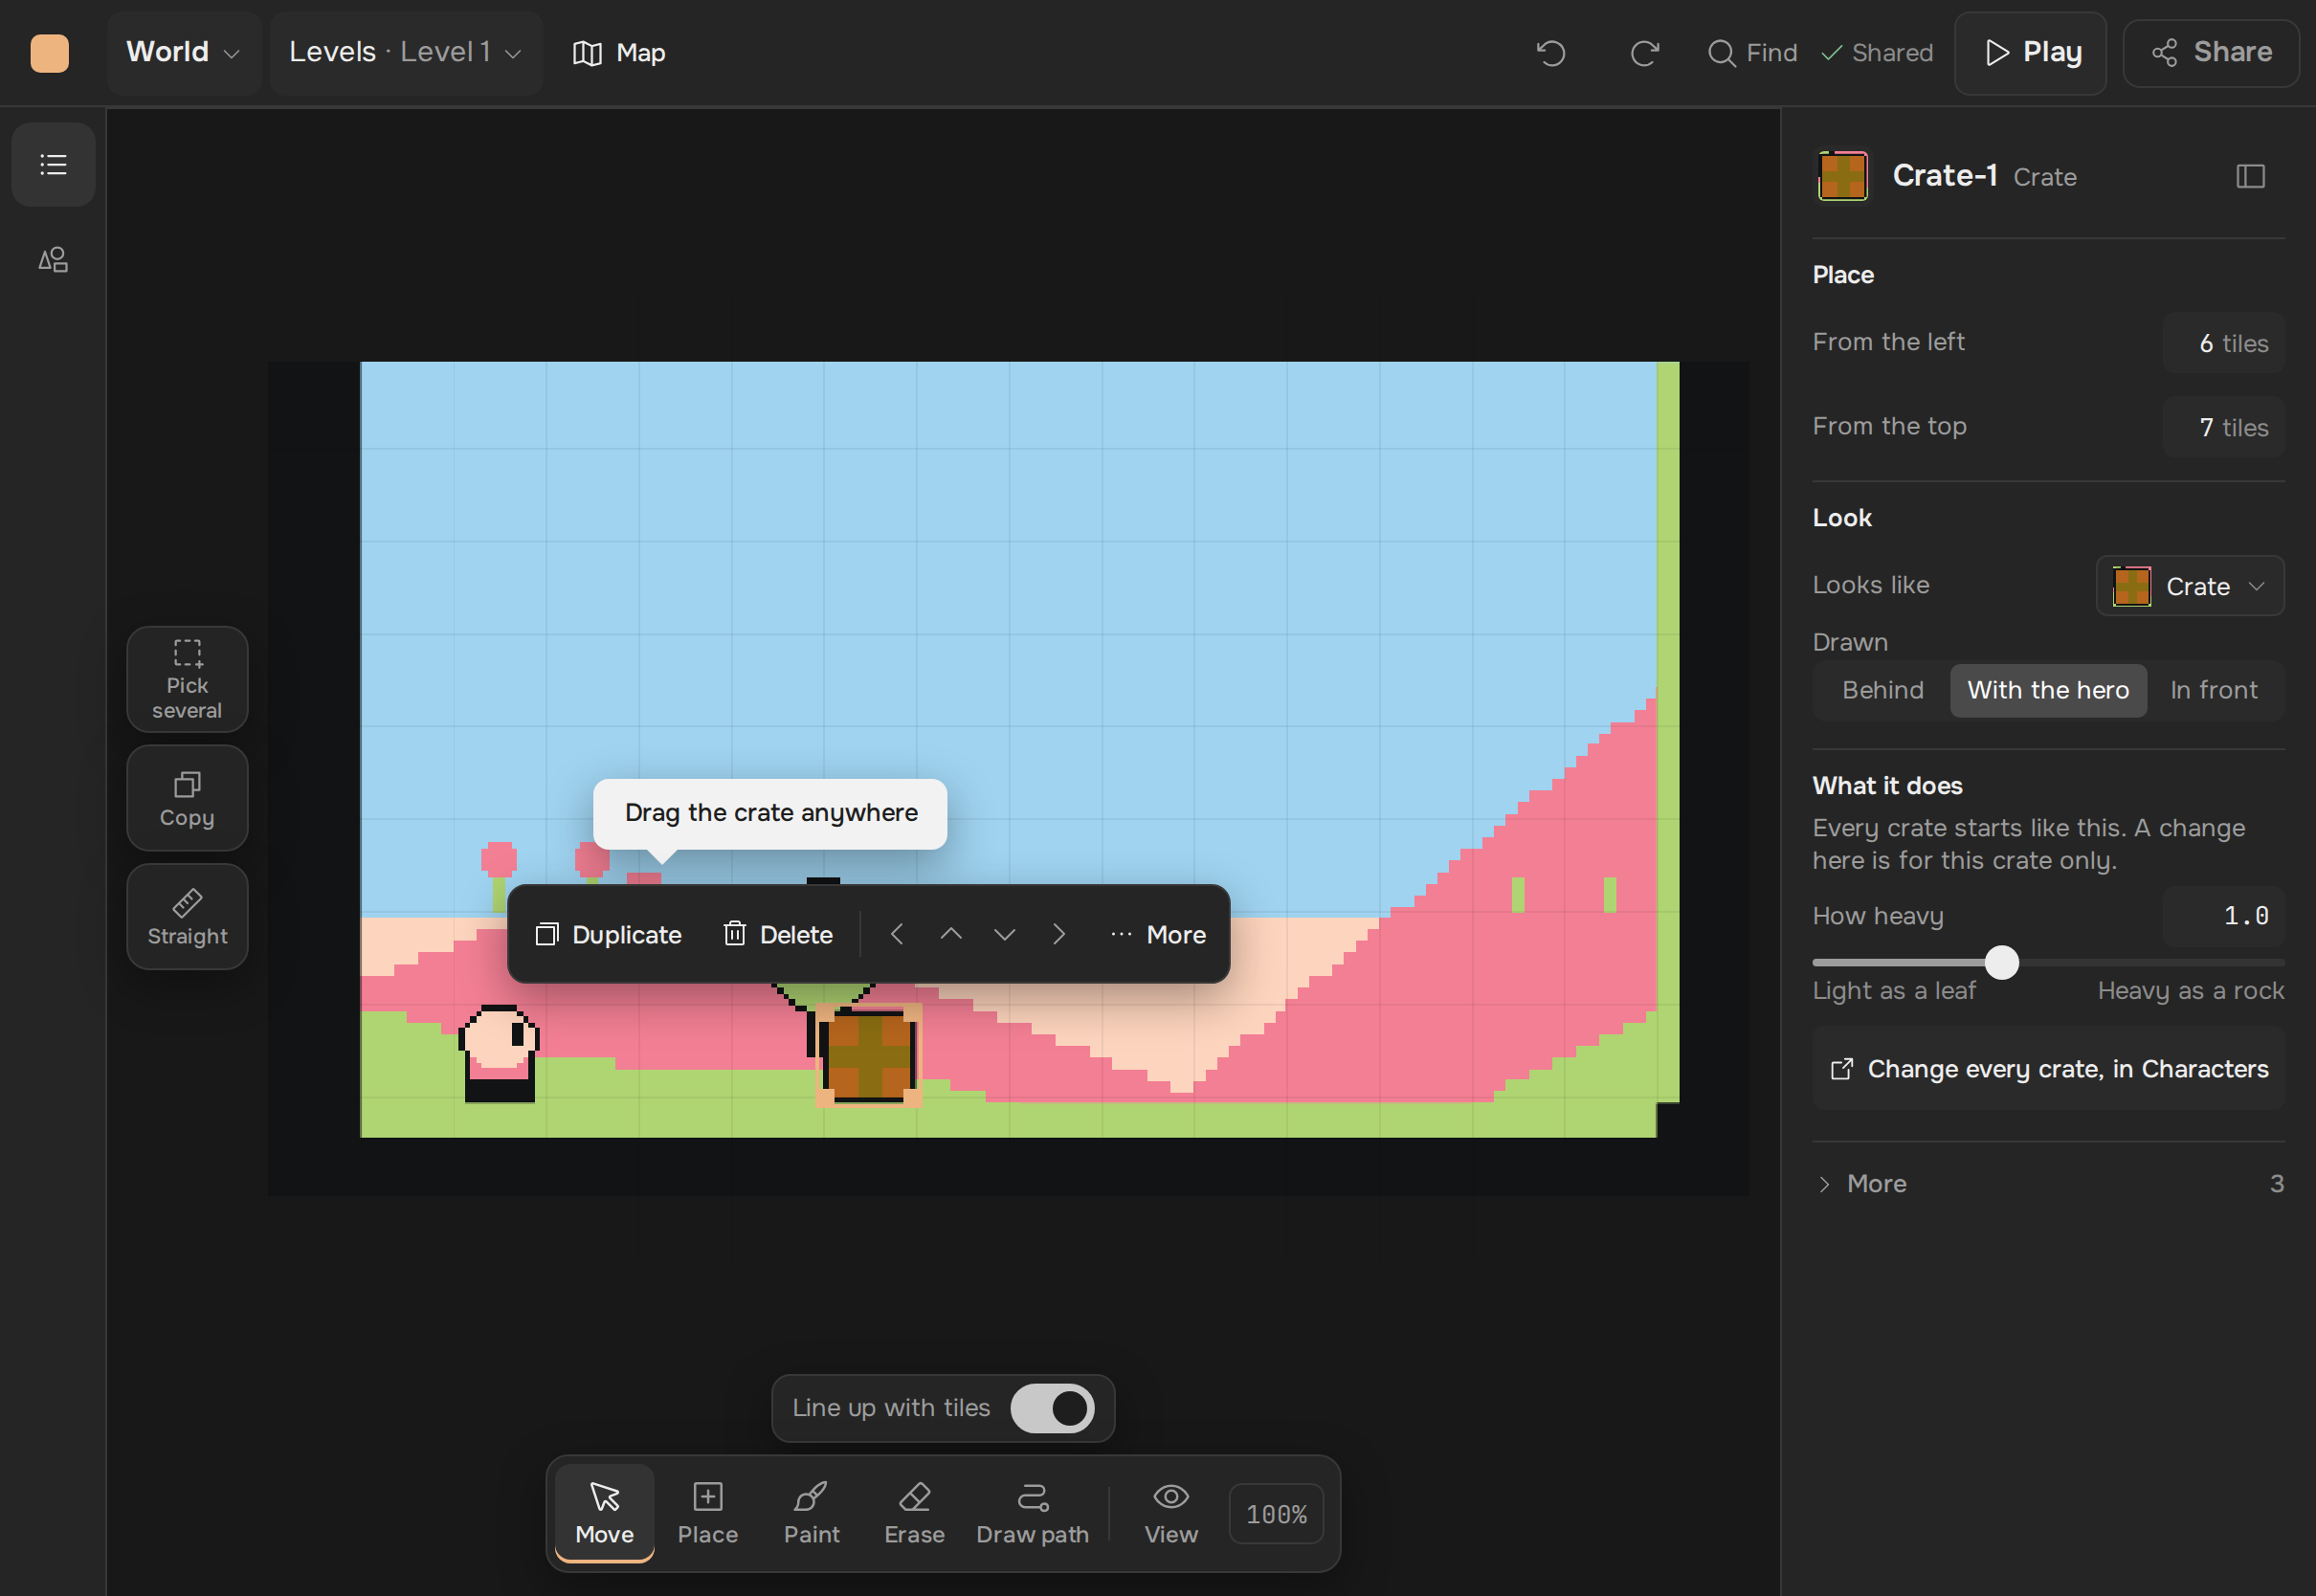 World
Levels · Level 1
Map
Find
Shared
Play
Share
Crate-1 Crate
Place
From the left
6 tiles
From the top
7 tiles
Look
Looks like
Crate
Drawn
Behind
With the hero
In front
What it does
Every crate starts like this. A change
here is for this crate only.
How heavy
1.0
Light as a leaf
Heavy as a rock
Change every crate, in Characters
More
3
Pick
several
Copy
Straight
Drag the crate anywhere
Duplicate
Delete
More
Line up with tiles
Move
Place
Paint
Erase
Draw path
View
100%